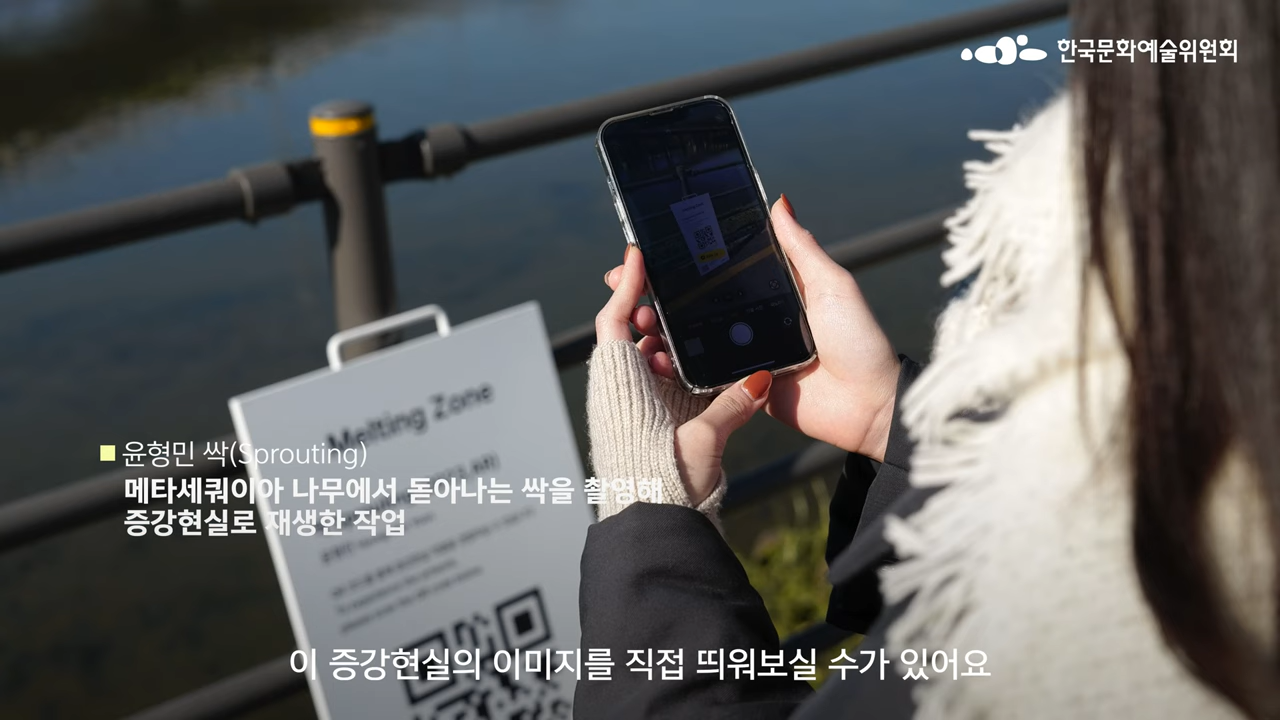 한국문화예술위원회
Melting Zone
윤형민 싹(Sprouting)
메타세쿼이아 나무에서 돋아나는 싹을 촬영해
증강현실로 재생한 작업
이 증강현실의 이미지를 직접 띄워보실 수가 있어요